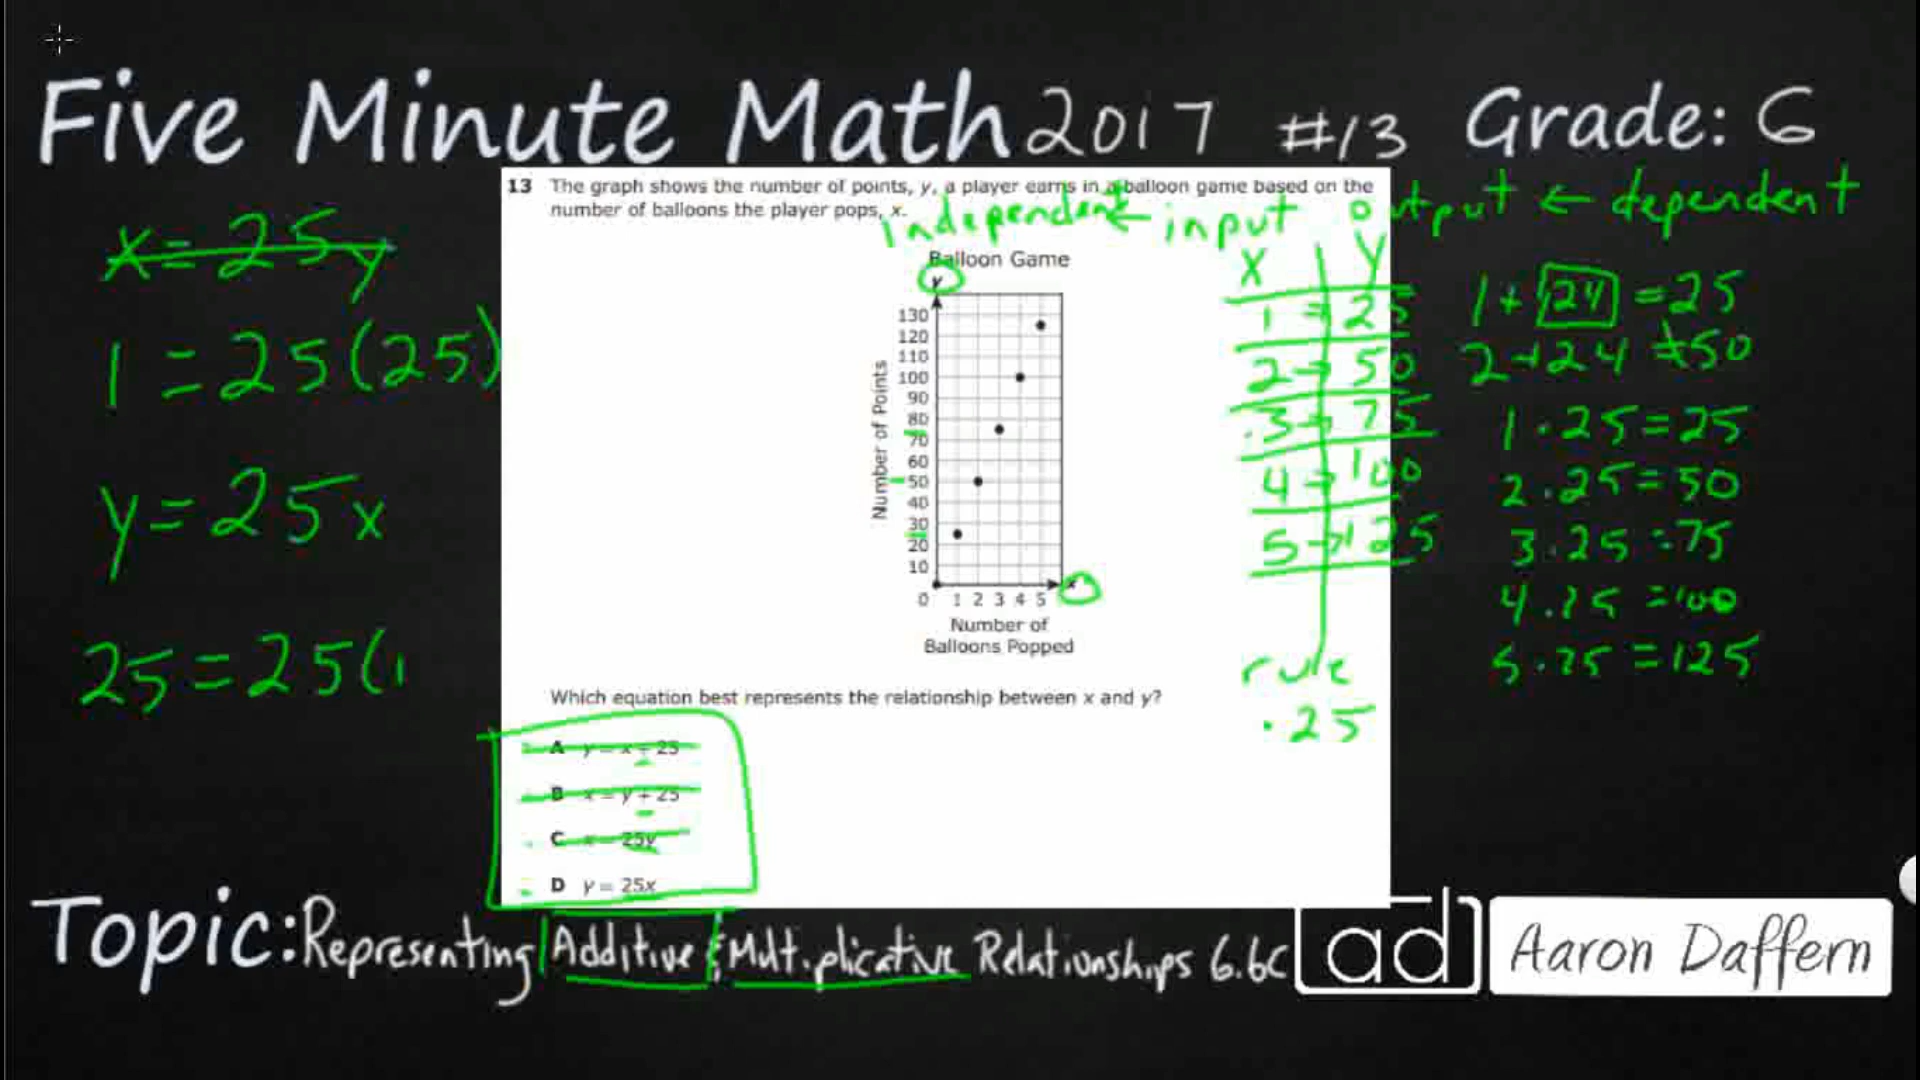 Five Minute Math 2017 #13 Grade: 6
13 The graph shows the number of points, y, a player earns in a balloon game based on the
number of balloons the player pops, x.
independent ← input output ← dependent
Balloon Game
y
130
120
110
100
90
80
70
60
50
40
30
20
10
0 1 2 3 4 5 x
Number of Points
Number of
Balloons Popped
x = 25y
1 = 25(25)
y = 25x
25 = 25(1
X Y
1 → 25
2 → 50
3 → 75
4 → 100
5 → 125
rule
· 25
1 + 24 = 25
2 + 24 ≠ 50
1 · 25 = 25
2 · 25 = 50
3 · 25 = 75
4 · 25 = 100
5 · 25 = 125
Which equation best represents the relationship between x and y?
A y = x + 25
B x = y + 25
C x = 25y
D y = 25x
Topic: Representing Additive & Multiplicative Relationships 6.6C
ad Aaron Daffern